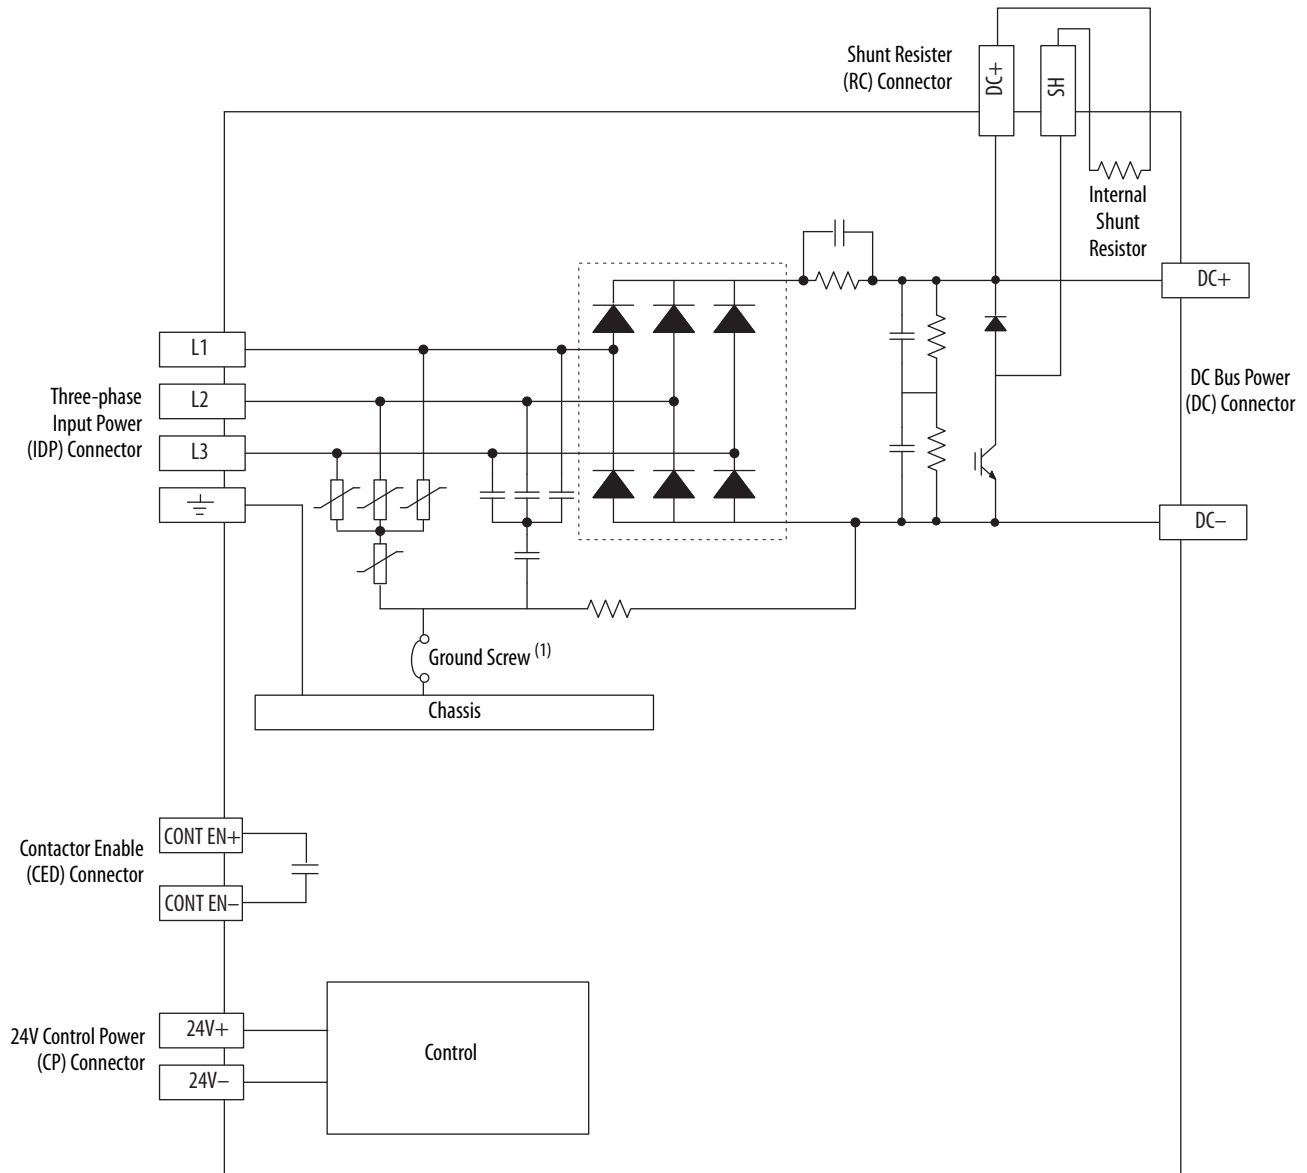 Shunt Resister
(RC) Connector
DC+
SH
Internal
Shunt
Resistor
DC+
L1
L2
L3
Three-phase
Input Power
(IDP) Connector
DC Bus Power
(DC) Connector
DC–
Ground Screw (1)
Chassis
CONT EN+
Contactor Enable
(CED) Connector
CONT EN–
24V+
24V Control Power
(CP) Connector
24V–
Control